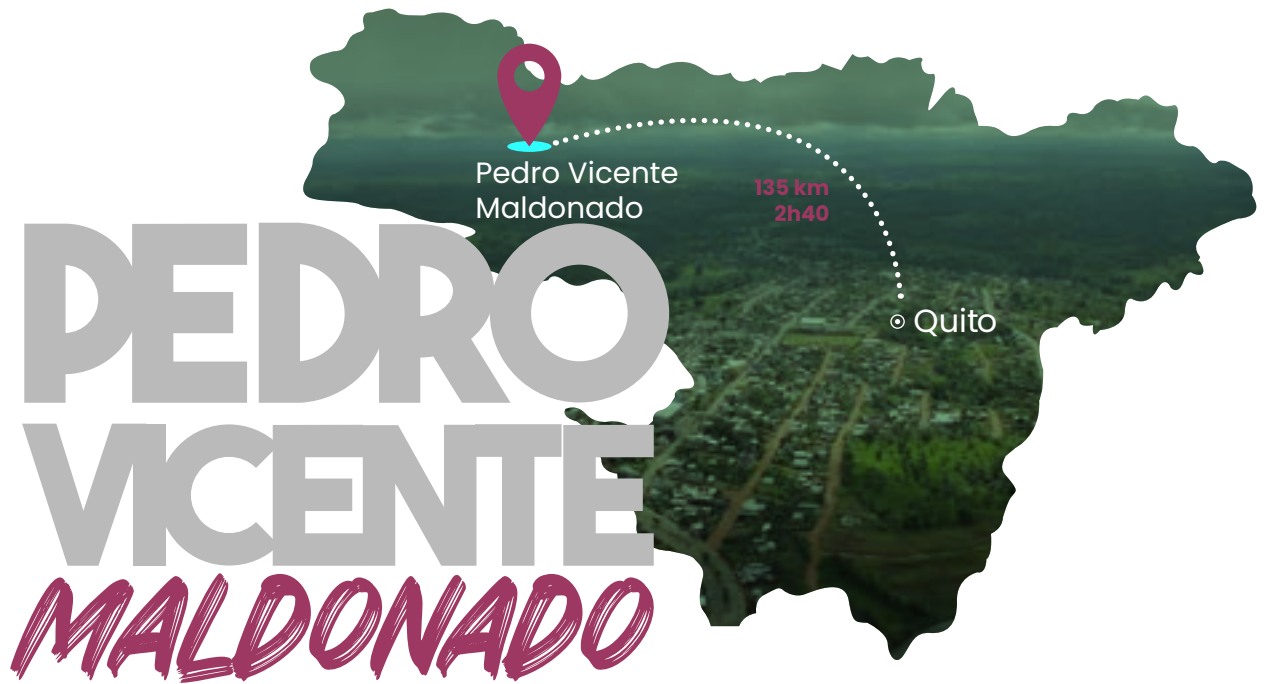 Pedro Vicente
Maldonado
135 km
2h40
Quito
PEDRO
VICENTE
MALDONADO